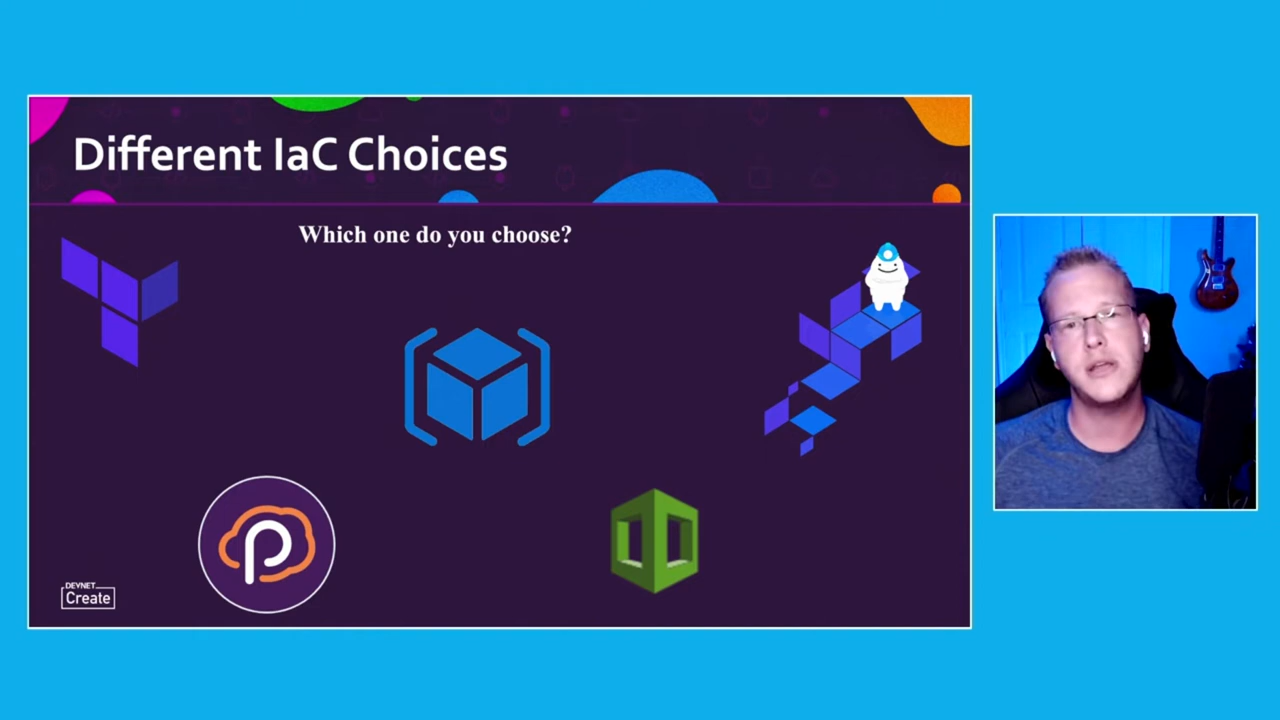 Different IaC Choices
Which one do you choose?
DEVNET
Create
p